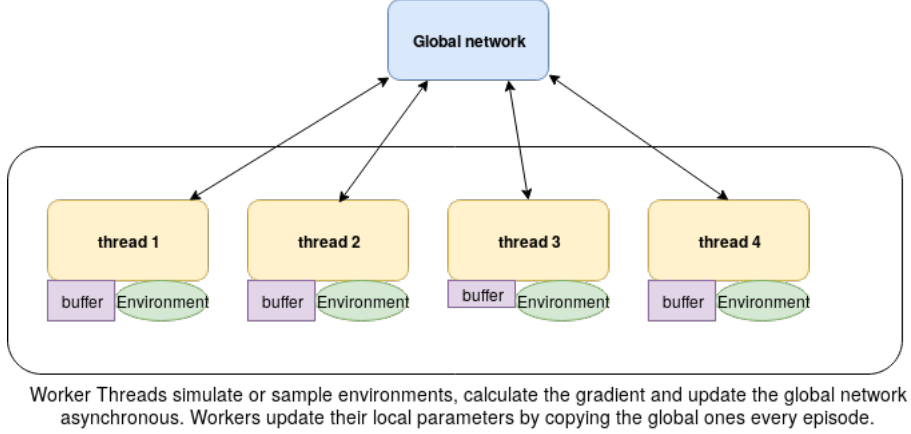 Global network
thread 1
thread 2
thread 3
thread 4
buffer
Environment
buffer
Environment
buffer
Environment
buffer
Environment
Worker Threads simulate or sample environments, calculate the gradient and update the global network
asynchronous. Workers update their local parameters by copying the global ones every episode.